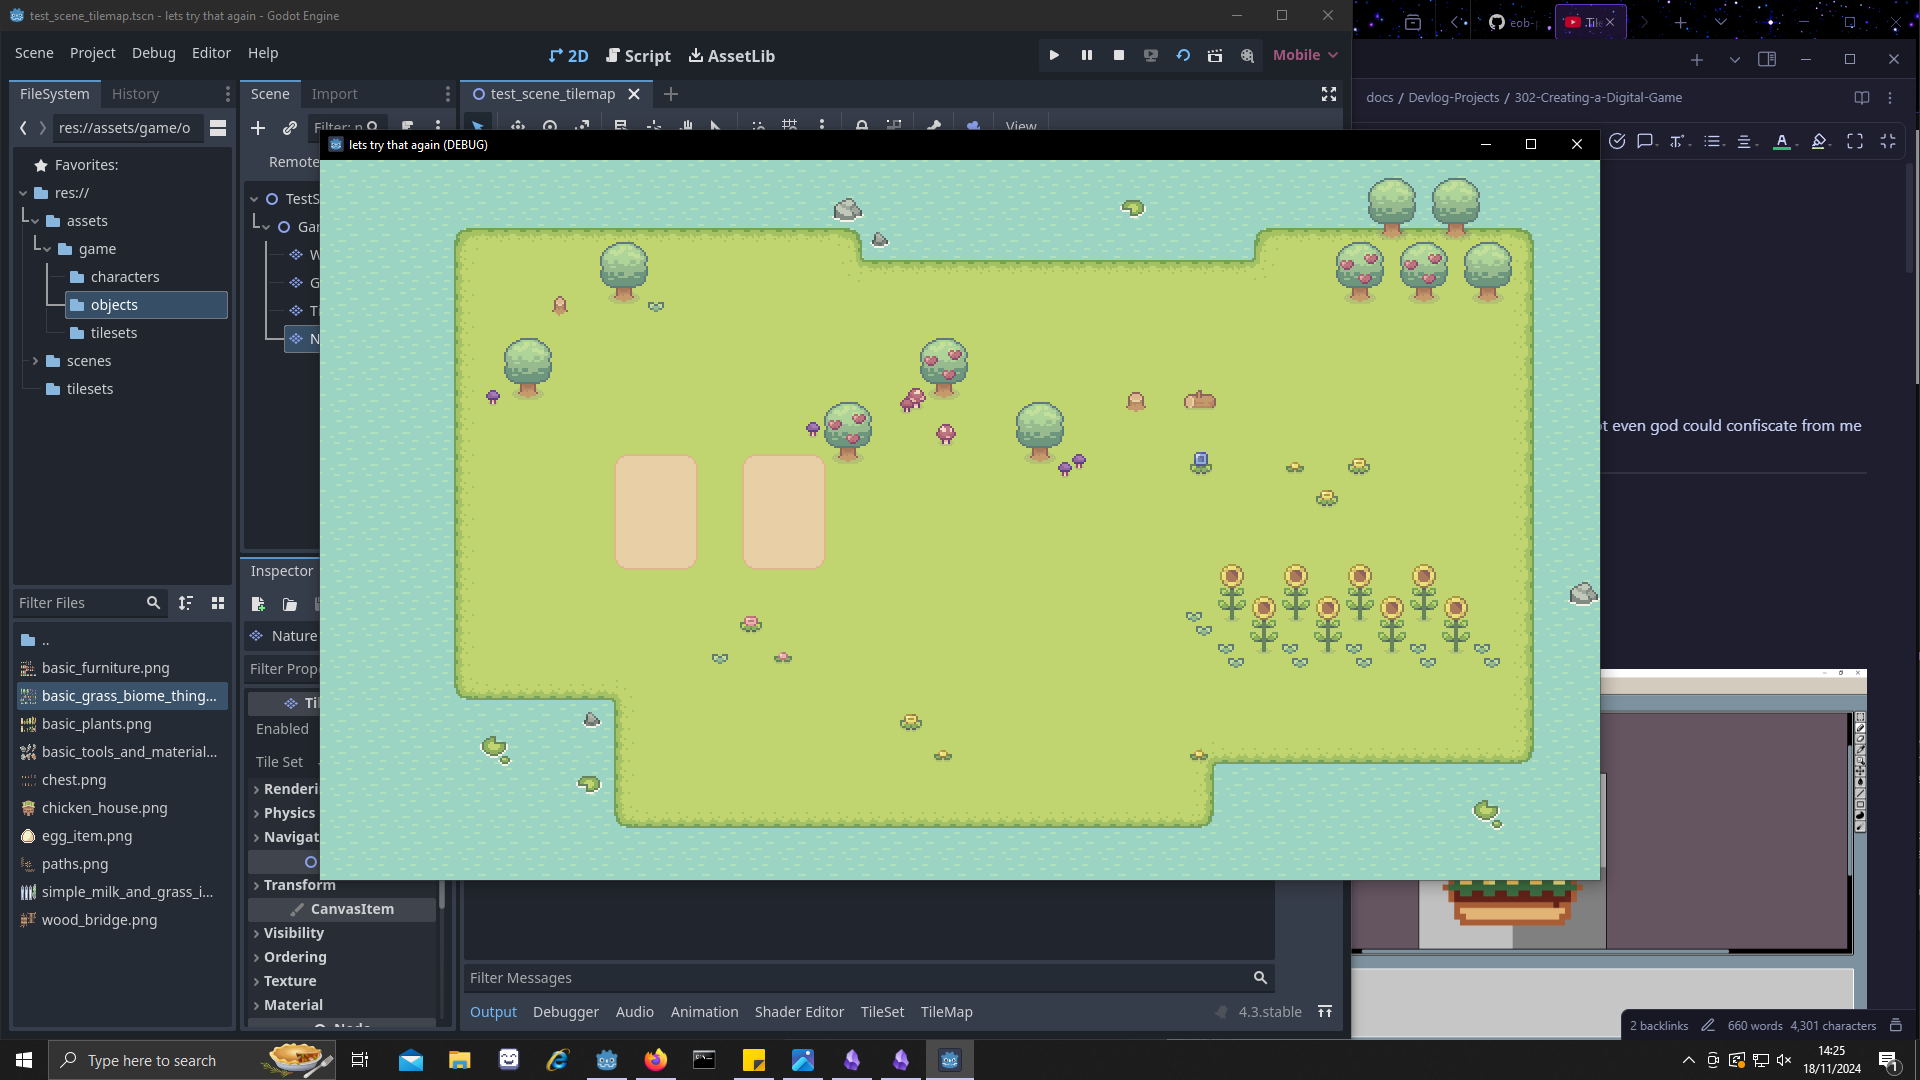 test_scene_tilemap.tscn - lets try that again - Godot Engine
Scene Project Debug Editor Help
2D Script AssetLib
Mobile
eob-
Tile
FileSystem History
Scene Import
test_scene_tilemap
docs / Devlog-Projects / 302-Creating-a-Digital-Game
res://assets/game/o
Filter: n
View
lets try that again (DEBUG)
Favorites:
Remote
res://
TestS
assets
Gar
game
W
characters
G
objects
Ti
tilesets
N
scenes
tilesets
t even god could confiscate from me
Inspector
Filter Files
Nature
..
basic_furniture.png
Filter Prop
basic_grass_biome_thing...
Til
basic_plants.png
Enabled
basic_tools_and_material...
Tile Set
chest.png
Renderi
chicken_house.png
Physics
egg_item.png
Navigat
paths.png
Transform
simple_milk_and_grass_i...
CanvasItem
wood_bridge.png
Visibility
Ordering
Texture
Material
Node
Filter Messages
Output Debugger Audio Animation Shader Editor TileSet TileMap
4.3.stable
2 backlinks 660 words 4,301 characters
Type here to search
14:25
18/11/2024
1